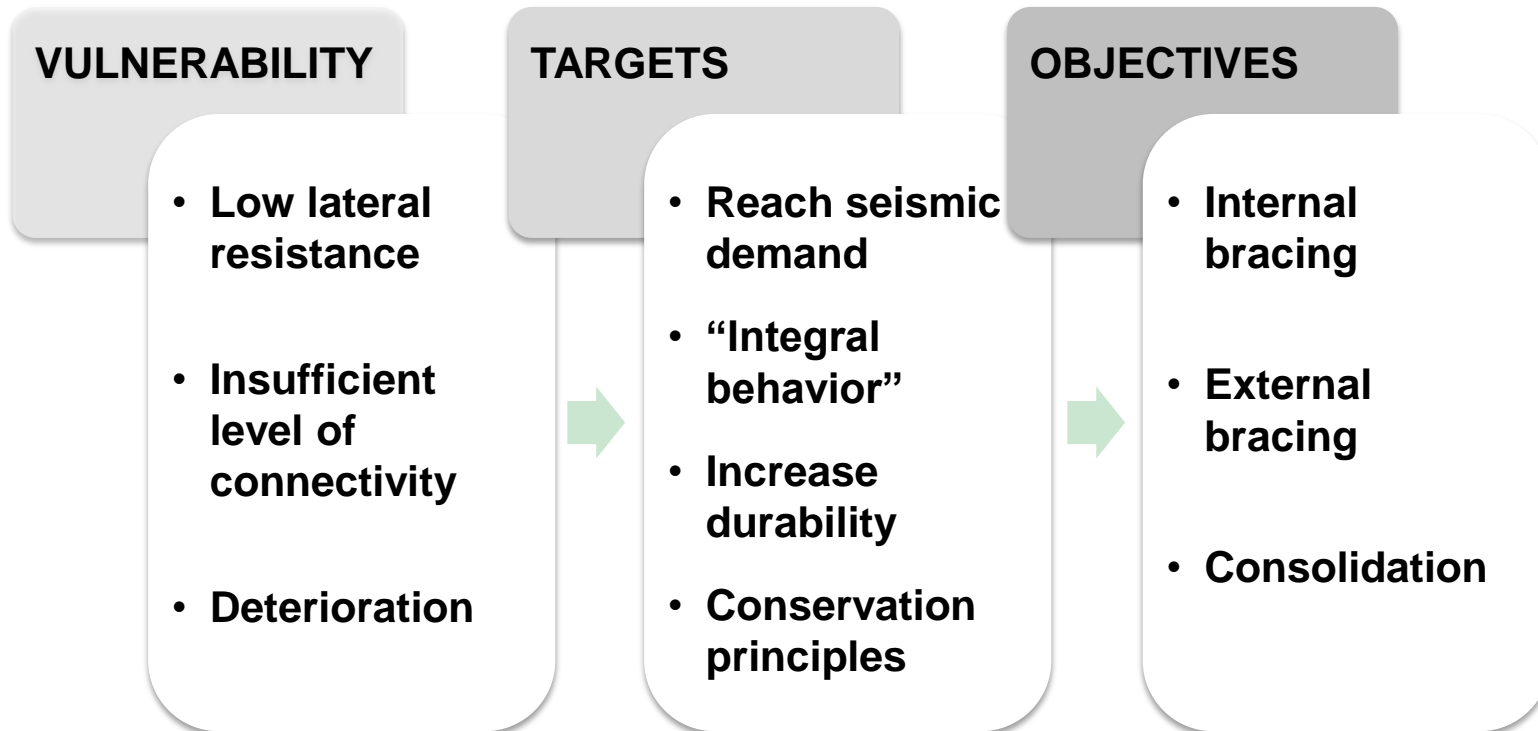 VULNERABILITY
• Low lateral
resistance
• Insufficient
level of
connectivity
• Deterioration
TARGETS
• Reach seismic
demand
• “Integral
behavior”
• Increase
durability
• Conservation
principles
OBJECTIVES
• Internal
bracing
• External
bracing
• Consolidation